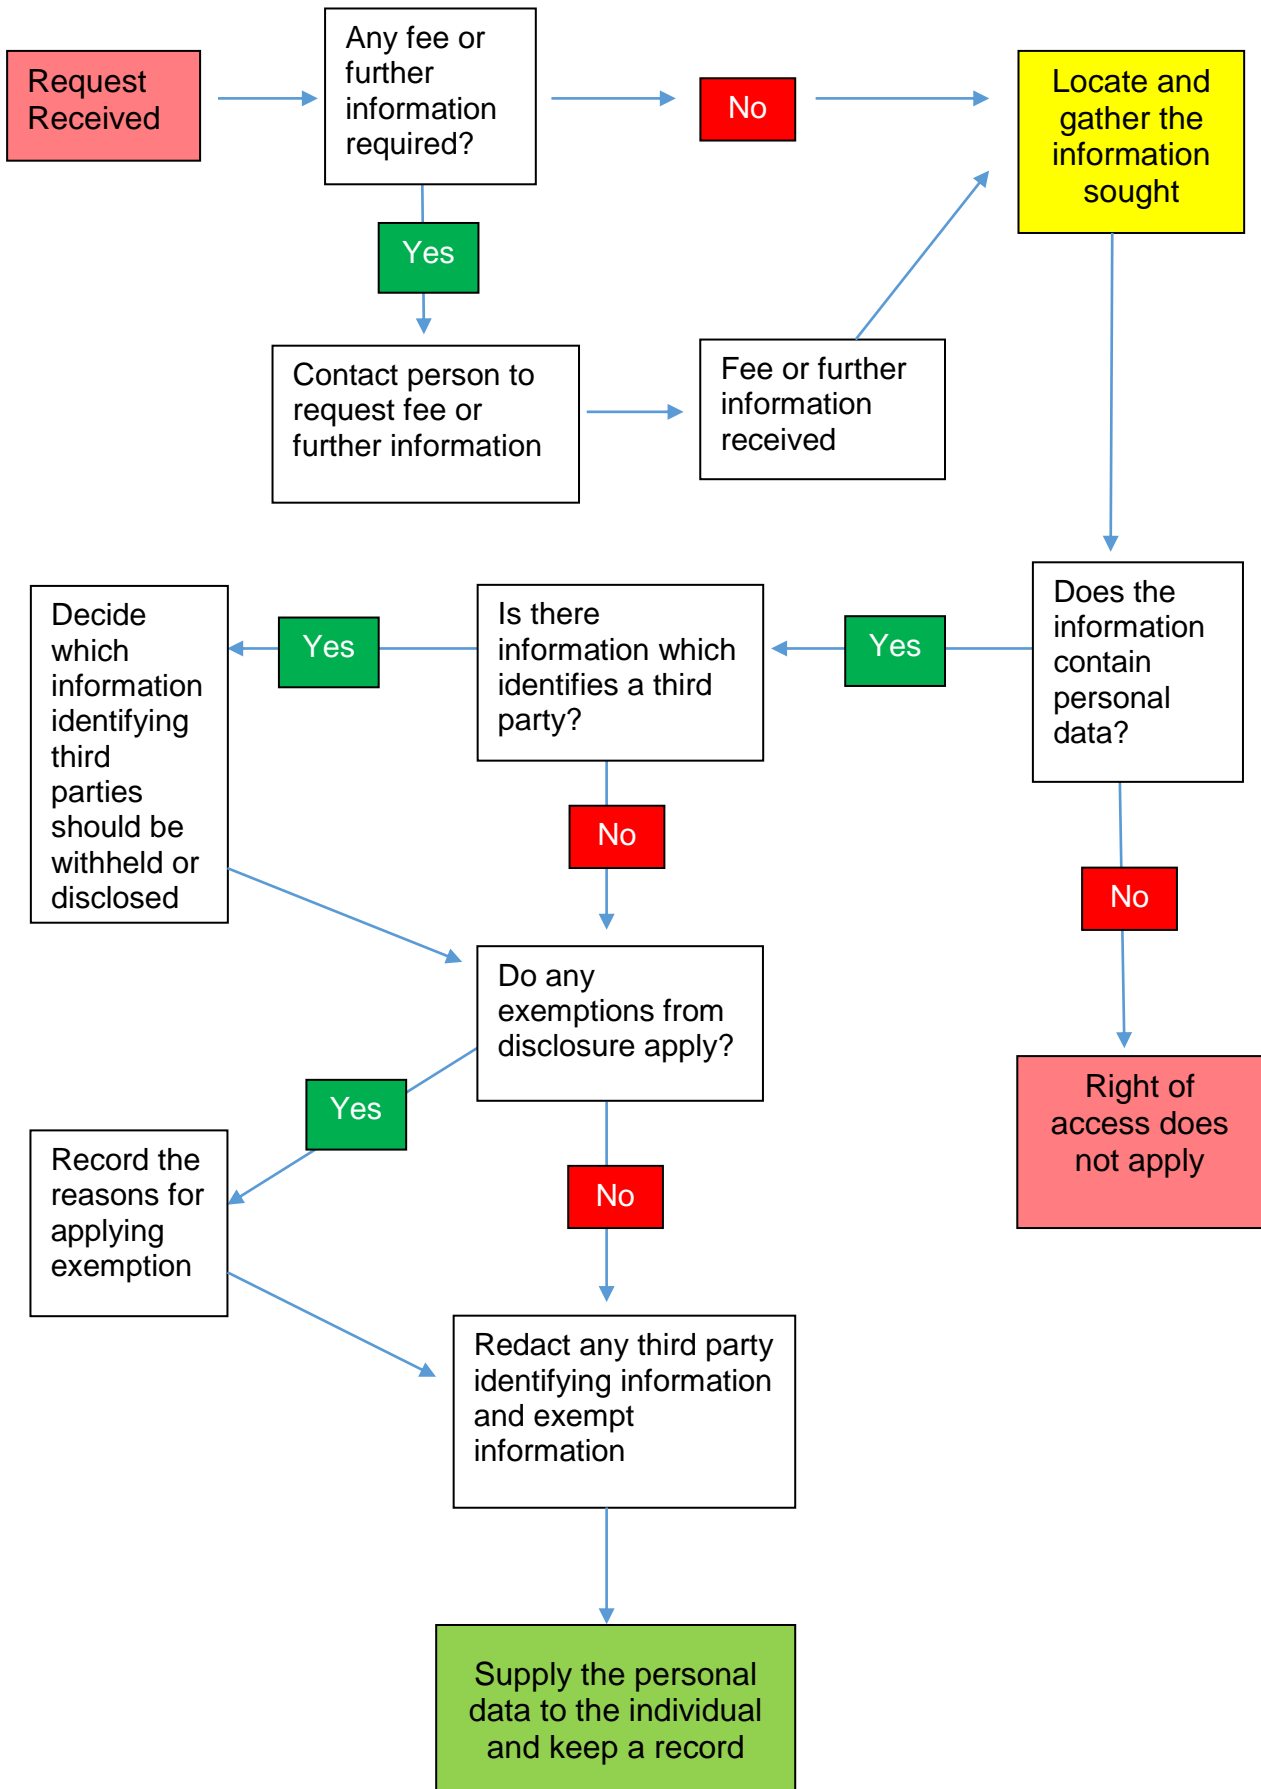 Request
Received
Any fee or
further
information
required?
No
Locate and
gather the
information
sought
Yes
Contact person to
request fee or
further information
Fee or further
information
received
Does the
information
contain
personal
data?
Yes
Is there
information which
identifies a third
party?
Yes
Decide
which
information
identifying
third
parties
should be
withheld or
disclosed
No
No
Do any
exemptions from
disclosure apply?
Right of
access does
not apply
Yes
Record the
reasons for
applying
exemption
No
Redact any third party
identifying information
and exempt
information
Supply the personal
data to the individual
and keep a record